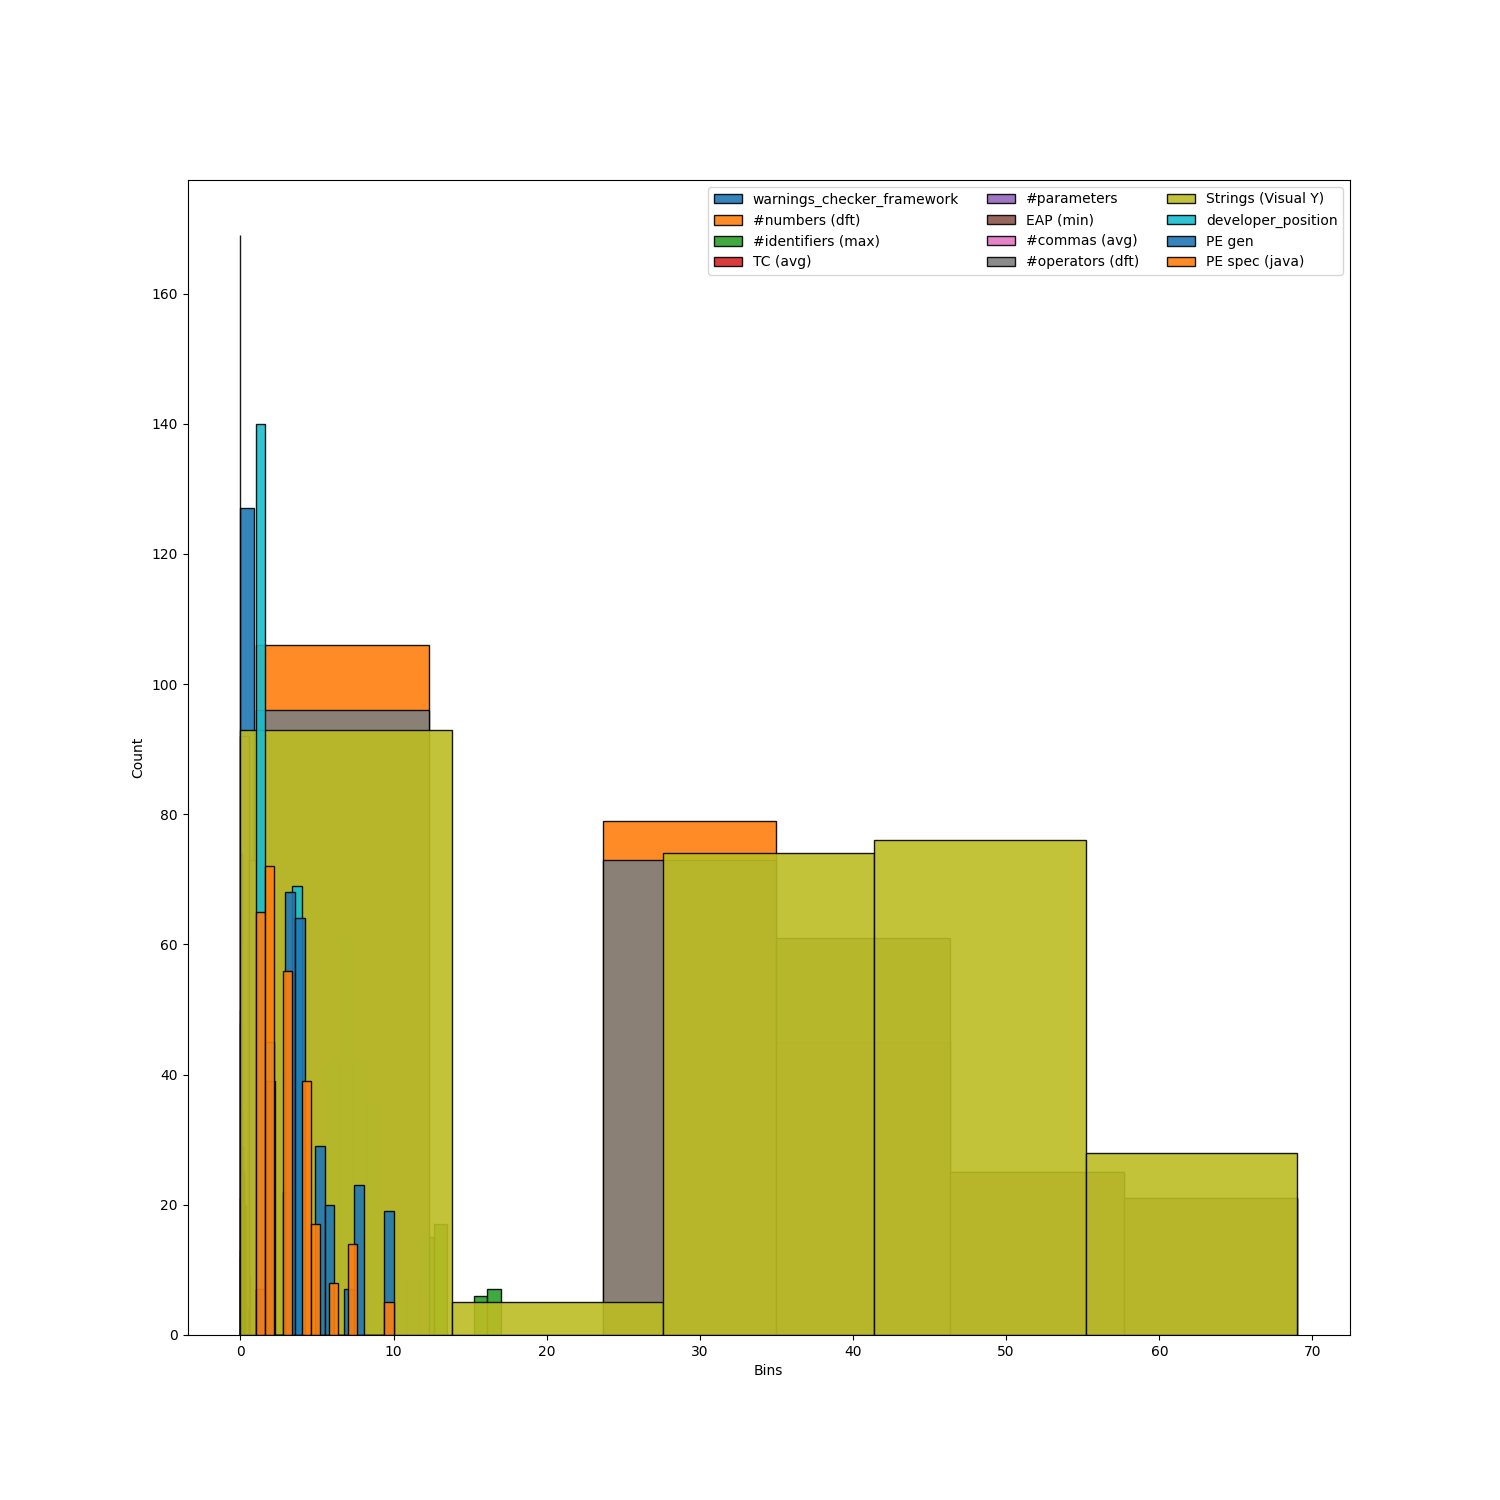 warnings_checker_framework
#numbers (dft)
#identifiers (max)
TC (avg)
#parameters
EAP (min)
#commas (avg)
#operators (dft)
Strings (Visual Y)
developer_position
PE gen
PE spec (java)
160
140
120
100
80
60
40
20
0
Count
0 10 20 30 40 50 60 70
Bins